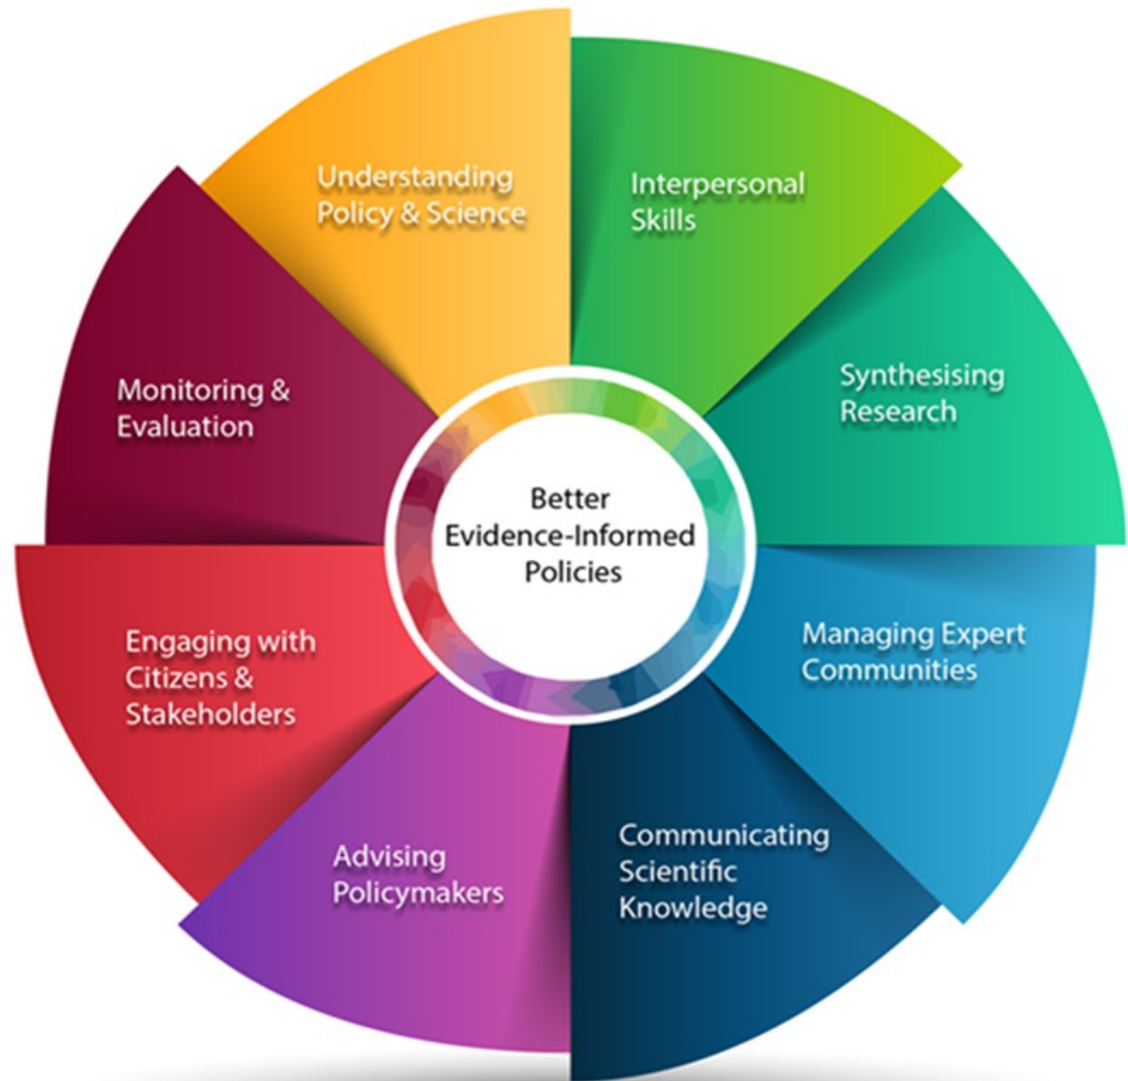 Understanding
Policy & Science
Interpersonal
Skills
Synthesising
Research
Managing Expert
Communities
Communicating
Scientific
Knowledge
Advising
Policymakers
Engaging with
Citizens &
Stakeholders
Monitoring &
Evaluation
Better
Evidence-Informed
Policies